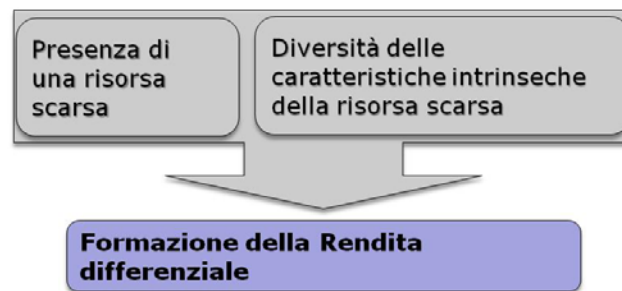 Presenza di
una risorsa
scarsa
Diversità delle
caratteristiche intrinseche
della risorsa scarsa
Formazione della Rendita
differenziale